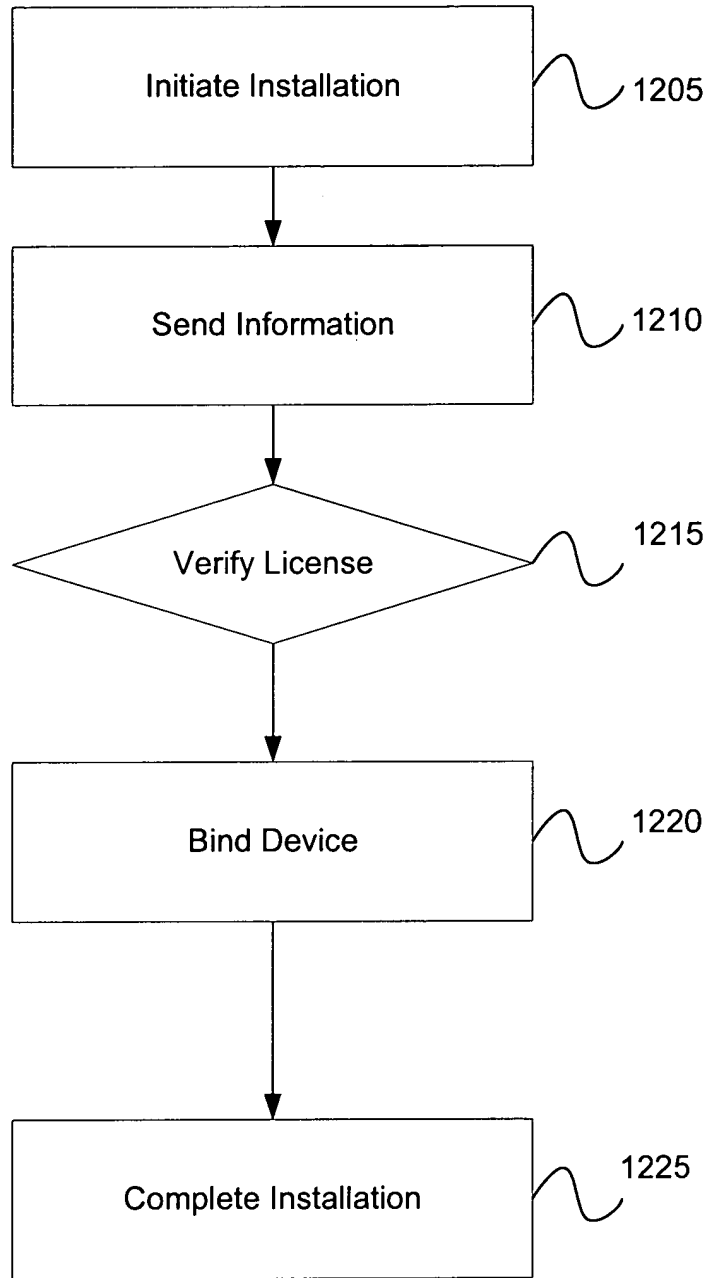 Initiate Installation
1205
Send Information
1210
Verify License
1215
Bind Device
1220
Complete Installation
1225